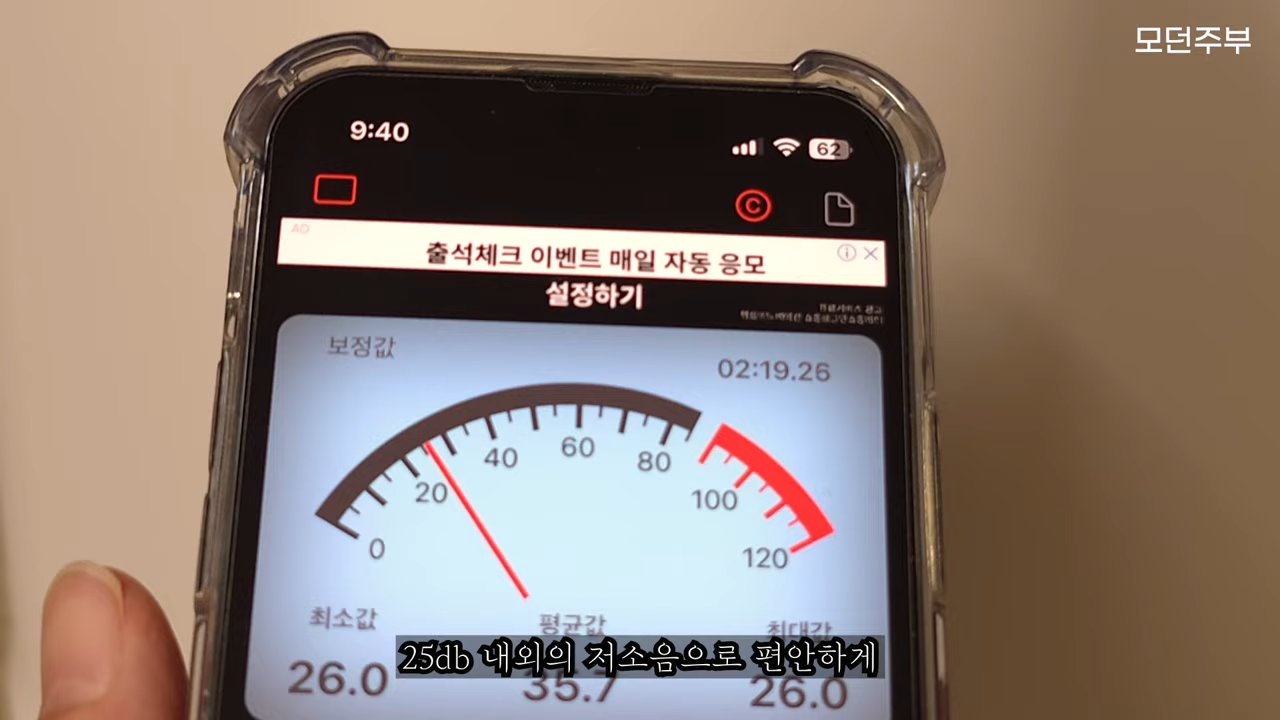 모던주부
9:40
62
AD
출석체크 이벤트 매일 자동 응모
설정하기
보정값
02:19.26
0
20
40
60
80
100
120
최소값
평균값
최대값
26.0
35.7
26.0
25db 내외의 저소음으로 편안하게